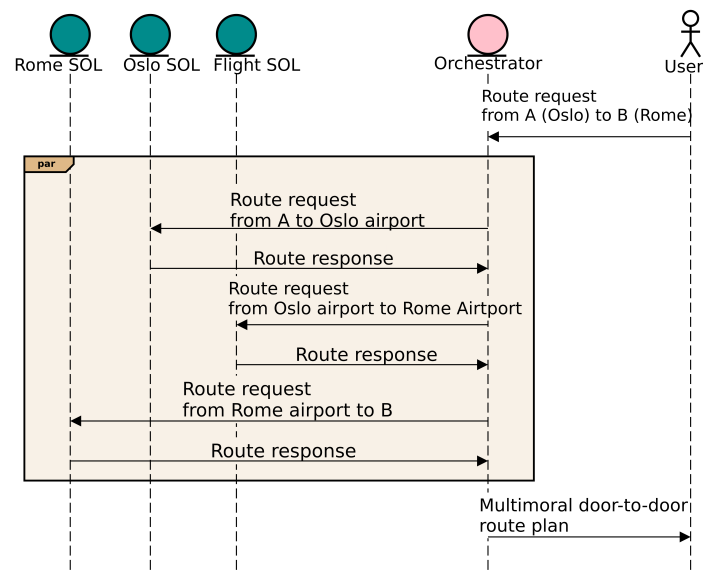 Rome SOL
Oslo SOL
Flight SOL
Orchestrator
User
Route request
from A (Oslo) to B (Rome)
par
Route request
from A to Oslo airport
Route response
Route request
from Oslo airport to Rome Airtport
Route response
Route request
from Rome airport to B
Route response
Multimoral door-to-door
route plan